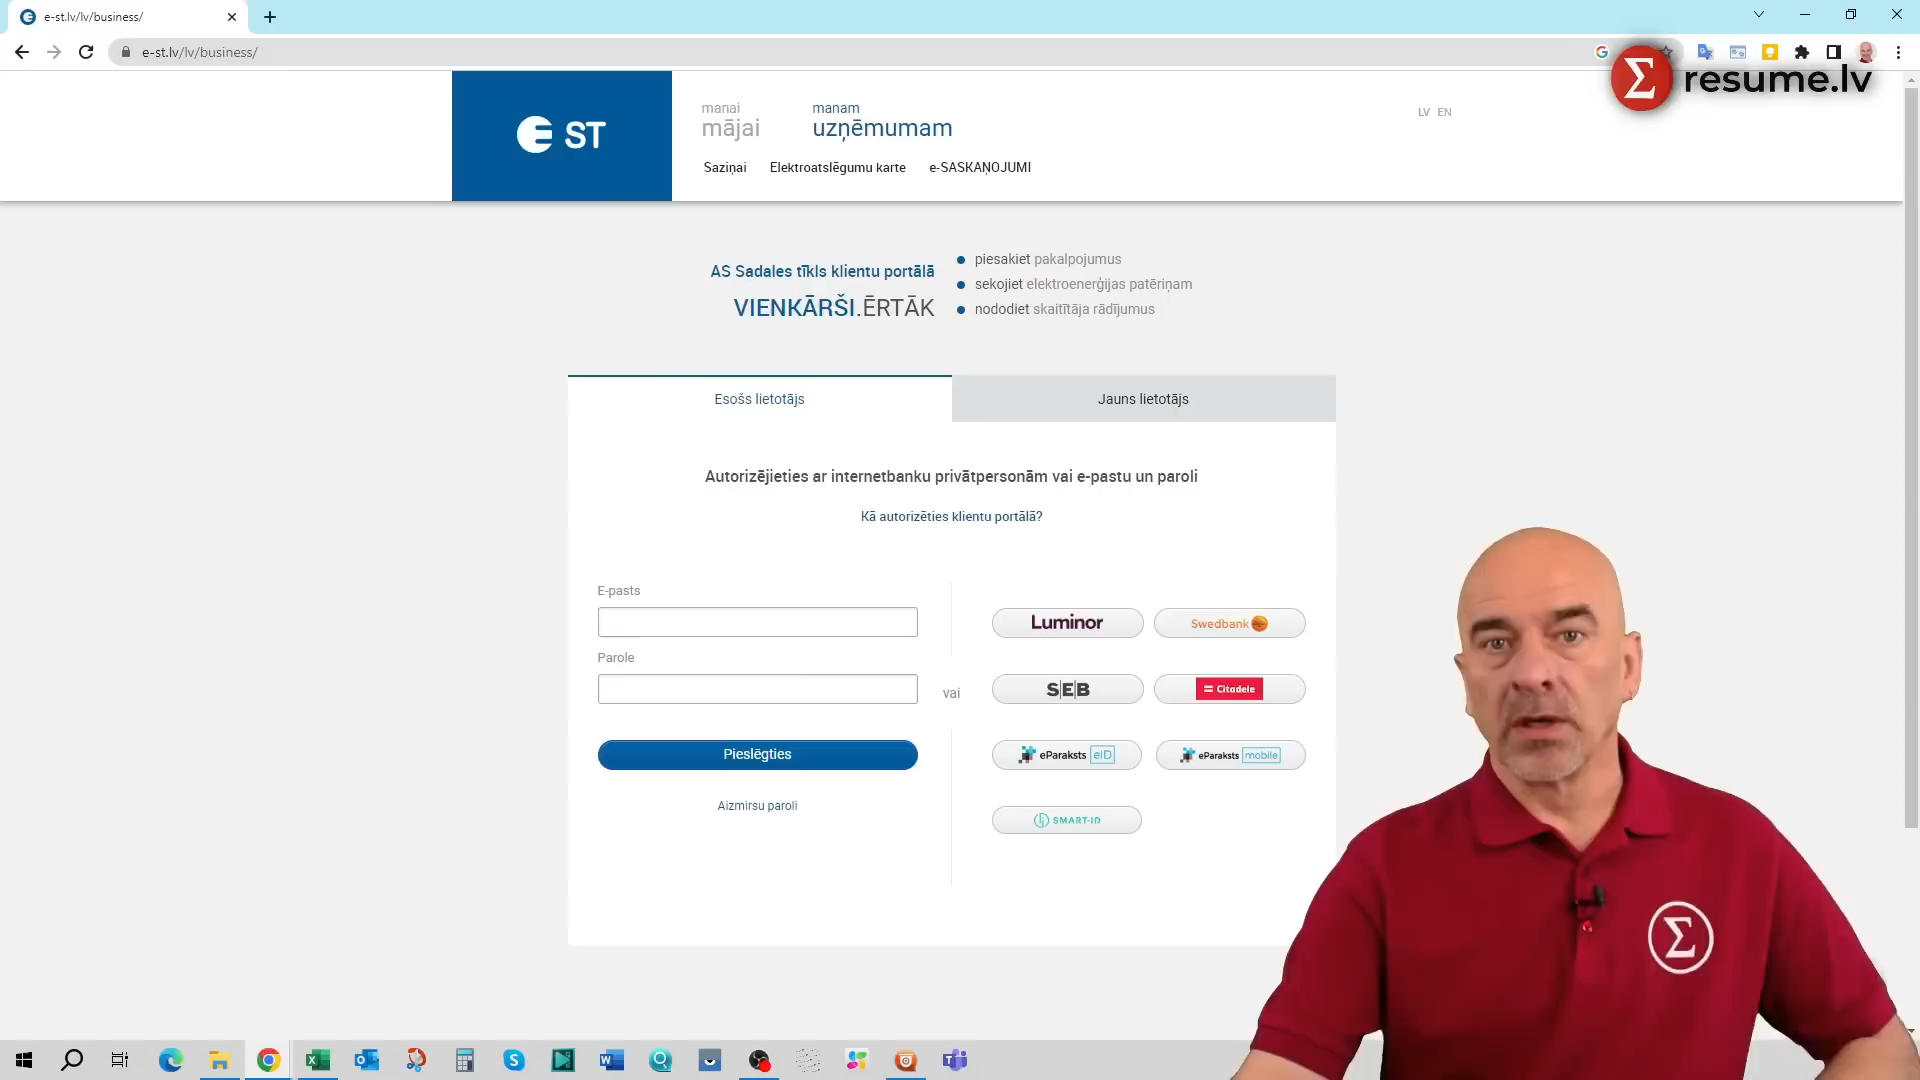 e-st.lv/lv/business/
e-st.lv/lv/business/
Σ resume.lv
ST
manai
mājai
manam
uzņēmumam
LV EN
Saziņai Elektroatslēgumu karte e-SASKAŅOJUMI
AS Sadales tīkls klientu portālā
VIENKĀRŠI.ĒRTĀK
piesakiet pakalpojumus
sekojiet elektroenerģijas patēriņam
nododiet skaitītāja rādījumus
Esošs lietotājs
Jauns lietotājs
Autorizējieties ar internetbanku privātpersonām vai e-pastu un paroli
Kā autorizēties klientu portālā?
E-pasts
Parole
Pieslēgties
Aizmirsu paroli
vai
Luminor
Swedbank
S|E|B
Citadele
eParaksts eID
eParaksts mobile
SMART-ID
Σ